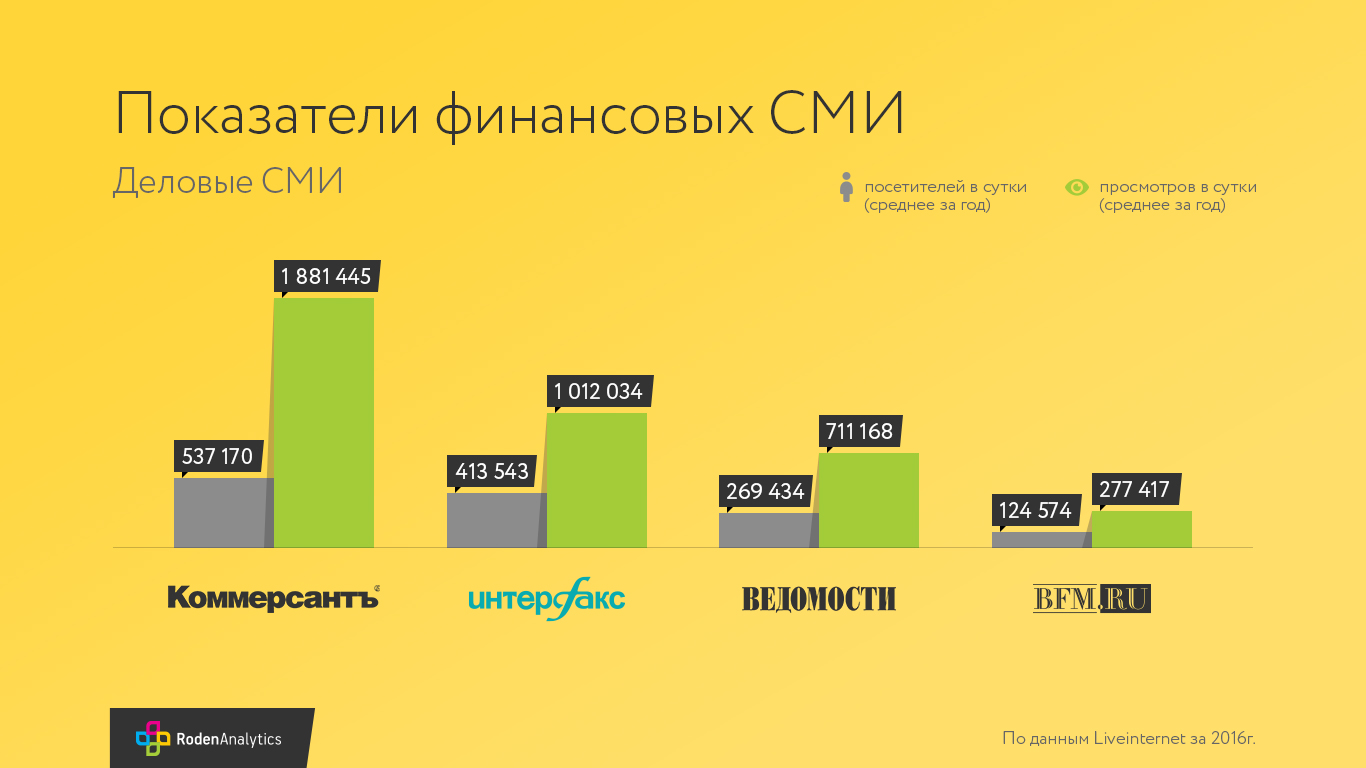 Показатели финансовых СМИ
Деловые СМИ
посетителей в сутки
(среднее за год)
просмотров в сутки
(среднее за год)
1 881 445
537 170
1 012 034
413 543
711 168
269 434
277 417
124 574
Коммерсантъ
интерфакс
ВЕДОМОСТИ
BFM.RU
RodenAnalytics
По данным Liveinternet за 2016г.